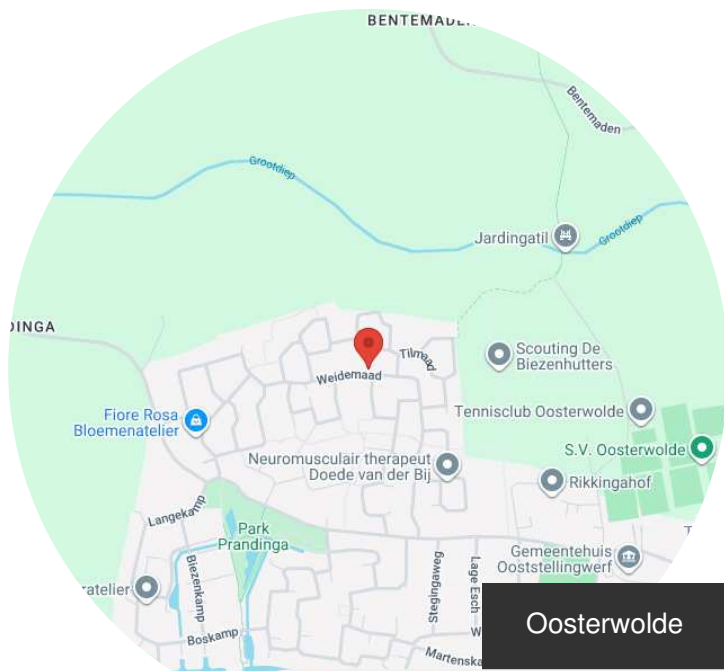 BENTEMADEN
Bentemaden
Grootdiep
Jardingatil
Grootdiep
DINGA
Tilmaad
Weidemaad
Scouting De
Biezenhutters
Fiore Rosa
Bloemenatelier
Tennisclub Oosterwolde
S.V. Oosterwolde
Neuromusculair therapeut
Doede van der Bij
Rikkingahof
Langekamp
Park
Prandinga
Gemeentehuis
Ooststellingwerf
Biezenkamp
Stegingaweg
Lage Esch
ratelier
Boskamp
Martenska
Oosterwolde